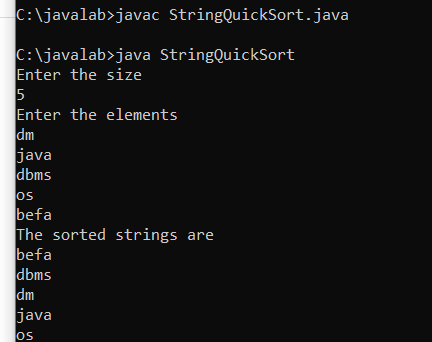 C:\javalab>javac StringQuickSort.java
C:\javalab>java StringQuickSort
Enter the size
5
Enter the elements
dm
java
dbms
os
befa
The sorted strings are
befa
dbms
dm
java
os